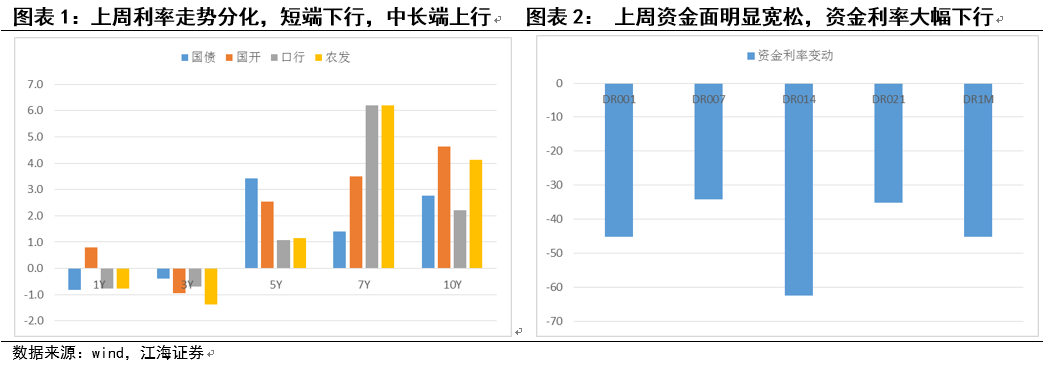 图表 1：上周利率走势分化，短端下行，中长端上行
图表 2： 上周资金面明显宽松，资金利率大幅下行
国债 国开 口行 农发
7.0
6.0
5.0
4.0
3.0
2.0
1.0
0.0
-1.0
-2.0
1Y 3Y 5Y 7Y 10Y
资金利率变动
0
-10
-20
-30
-40
-50
-60
-70
DR001 DR007 DR014 DR021 DR1M
数据来源：wind，江海证券